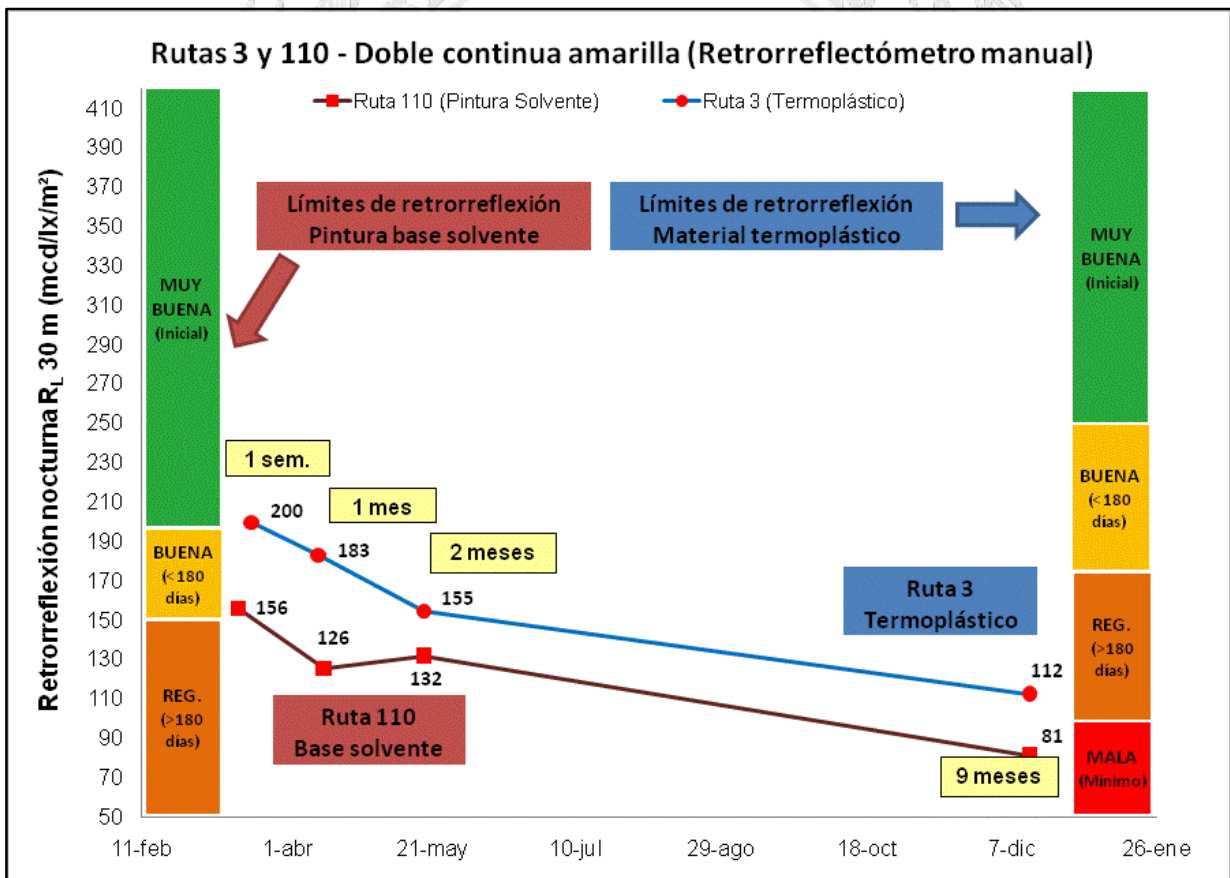 Rutas 3 y 110 - Doble continua amarilla (Retrorreflectómetro manual)
Ruta 110 (Pintura Solvente)
Ruta 3 (Termoplástico)
Retrorreflexión nocturna RL 30 m (mcd/lx/m²)
410
390
370
350
330
310
290
270
250
230
210
190
170
150
130
110
90
70
50
MUY
BUENA
(Inicial)
BUENA
(<180
días)
REG.
(>180
días)
Límites de retrorreflexión
Pintura base solvente
Límites de retrorreflexión
Material termoplástico
1 sem.
1 mes
2 meses
9 meses
200
183
155
112
156
126
132
81
Ruta 110
Base solvente
Ruta 3
Termoplástico
MUY
BUENA
(Inicial)
BUENA
(<180
días)
REG.
(>180
días)
MALA
(Mínimo)
11-feb
1-abr
21-may
10-jul
29-ago
18-oct
7-dic
26-ene